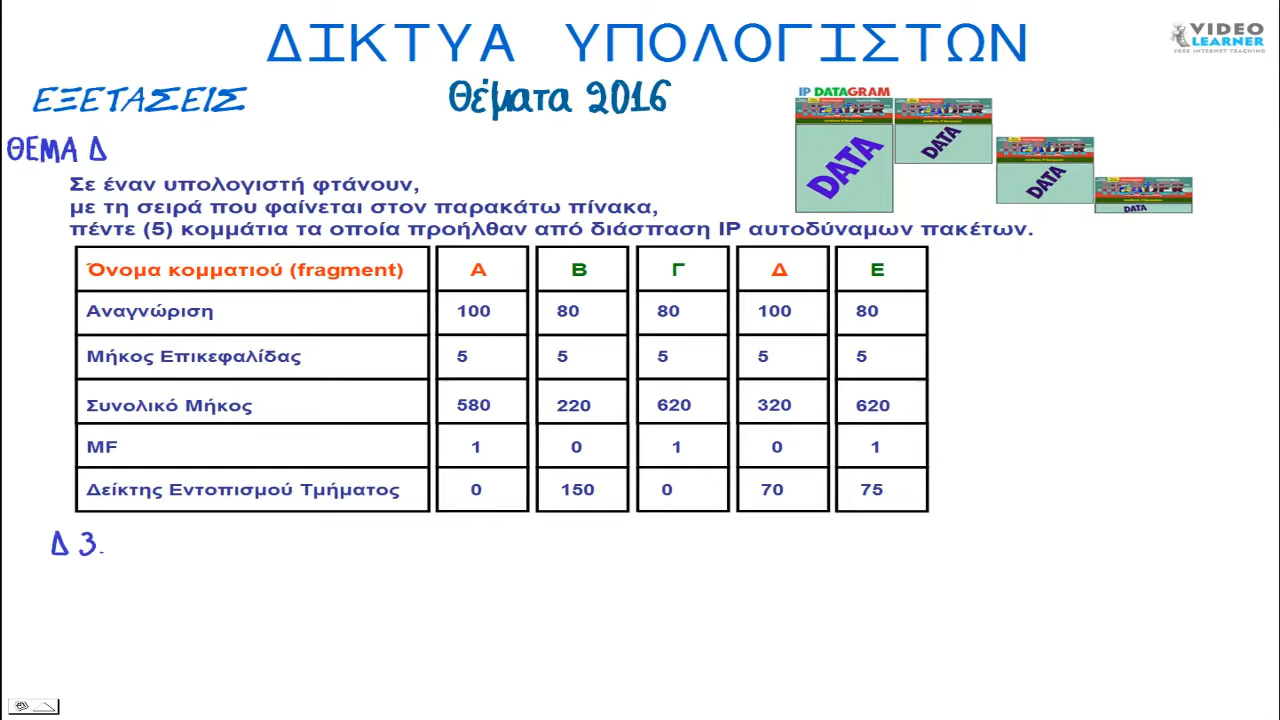 ΔΙΚΤΥΑ ΥΠΟΛΟΓΙΣΤΩΝ
VIDEO
LEARNER
FREE INTERNET TEACHING
ΕΞΕΤΑΣΕΙΣ
θέματα 2016
IP DATAGRAM
HEADER
HEADER
DATA
DATA
HEADER
DATA
HEADER
DATA
ΘΕΜΑ Δ
Σε έναν υπολογιστή φτάνουν,
με τη σειρά που φαίνεται στον παρακάτω πίνακα,
πέντε (5) κομμάτια τα οποία προήλθαν από διάσπαση IP αυτοδύναμων πακέτων.
Όνομα κομματιού (fragment) Α Β Γ Δ Ε
Αναγνώριση 100 80 80 100 80
Μήκος Επικεφαλίδας 5 5 5 5 5
Συνολικό Μήκος 580 220 620 320 620
MF 1 0 1 0 1
Δείκτης Εντοπισμού Τμήματος 0 150 0 70 75
Δ 3.